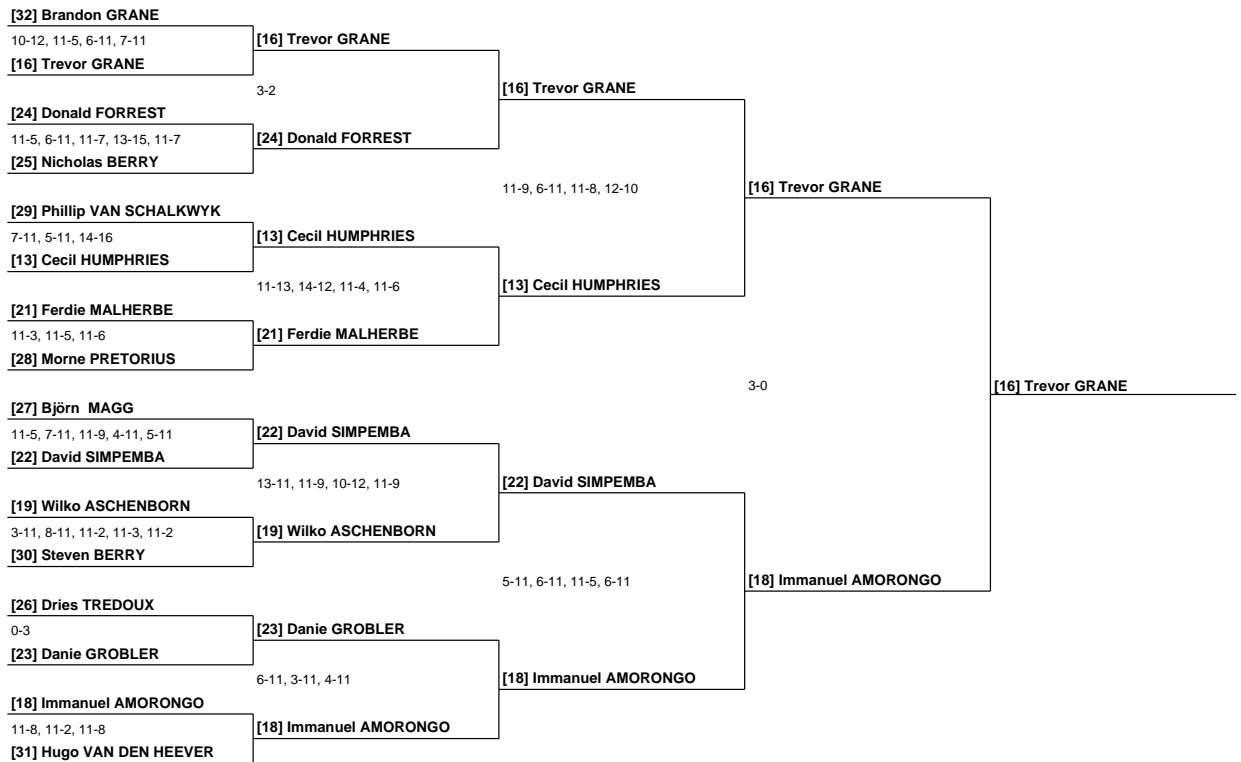 [32] Brandon GRANE
10-12, 11-5, 6-11, 7-11
[16] Trevor GRANE
[16] Trevor GRANE
3-2
[16] Trevor GRANE
[24] Donald FORREST
11-5, 6-11, 11-7, 13-15, 11-7
[24] Donald FORREST
[25] Nicholas BERRY
11-9, 6-11, 11-8, 12-10
[16] Trevor GRANE
[29] Phillip VAN SCHALKWYK
7-11, 5-11, 14-16
[13] Cecil HUMPHRIES
[13] Cecil HUMPHRIES
11-13, 14-12, 11-4, 11-6
[13] Cecil HUMPHRIES
[21] Ferdie MALHERBE
11-3, 11-5, 11-6
[21] Ferdie MALHERBE
[28] Morne PRETORIUS
3-0
[16] Trevor GRANE
[27] Björn MAGG
11-5, 7-11, 11-9, 4-11, 5-11
[22] David SIMPEMBA
[22] David SIMPEMBA
13-11, 11-9, 10-12, 11-9
[22] David SIMPEMBA
[19] Wilko ASCHENBORN
3-11, 8-11, 11-2, 11-3, 11-2
[19] Wilko ASCHENBORN
[30] Steven BERRY
5-11, 6-11, 11-5, 6-11
[18] Immanuel AMORONGO
[26] Dries TREDOUX
0-3
[23] Danie GROBLER
[23] Danie GROBLER
6-11, 3-11, 4-11
[18] Immanuel AMORONGO
[18] Immanuel AMORONGO
11-8, 11-2, 11-8
[18] Immanuel AMORONGO
[31] Hugo VAN DEN HEEVER